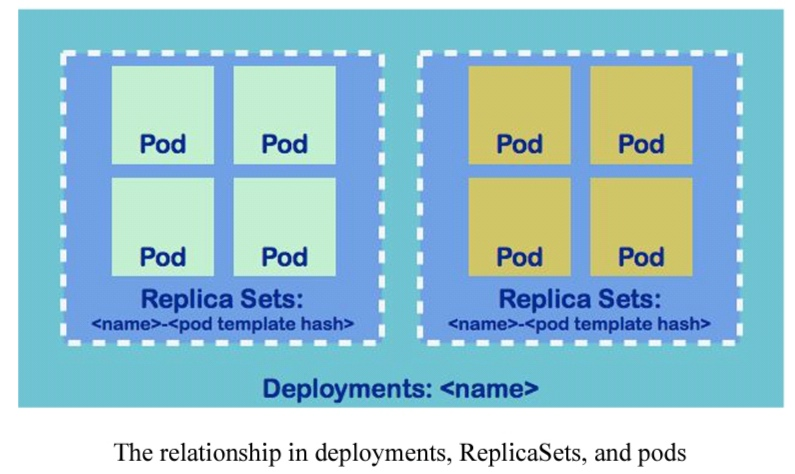 Pod Pod
Pod Pod
Replica Sets:
<name>-<pod template hash>
Pod Pod
Pod Pod
Replica Sets:
<name>-<pod template hash>
Deployments: <name>
The relationship in deployments, ReplicaSets, and pods